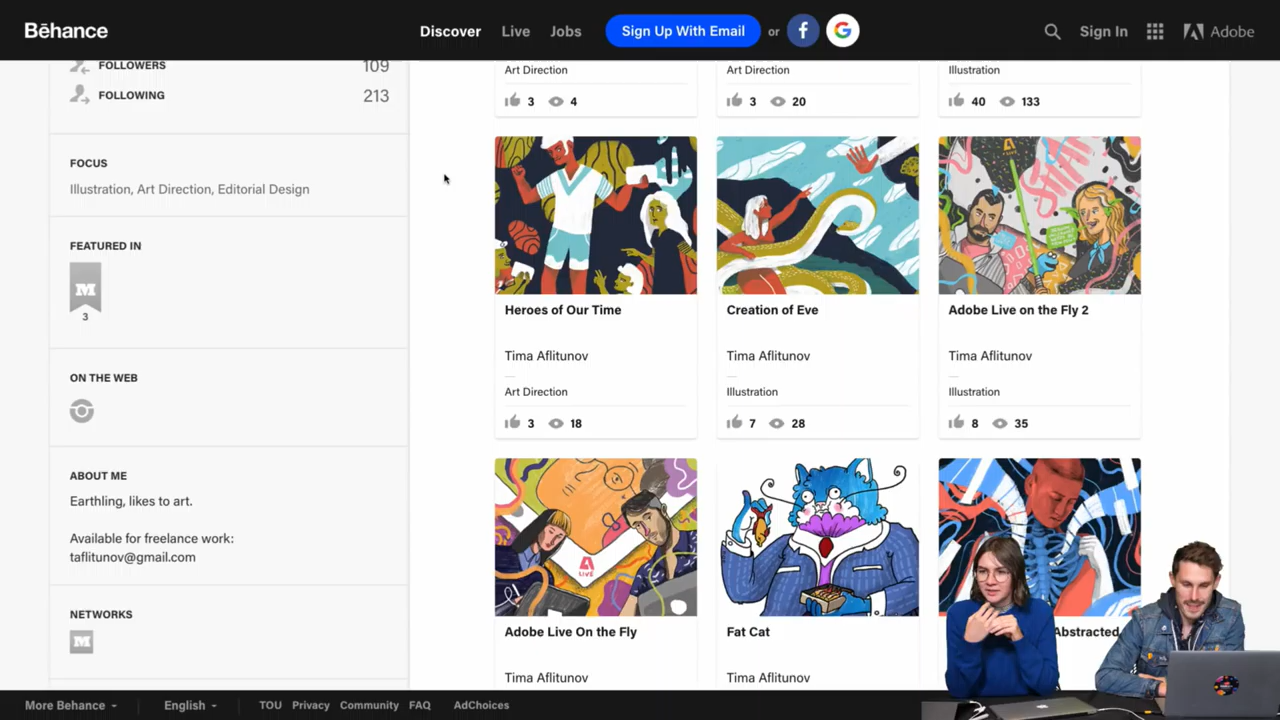 Bēhance
Discover
Live
Jobs
Sign Up With Email
or
f
G
Sign In
Adobe
FOLLOWERS 109
FOLLOWING 213
FOCUS
Illustration, Art Direction, Editorial Design
FEATURED IN
M
3
ON THE WEB
ABOUT ME
Earthling, likes to art.
Available for freelance work:
taflitunov@gmail.com
NETWORKS
M
Art Direction
3 4
Art Direction
3 20
Illustration
40 133
Heroes of Our Time
Tima Aflitunov
Art Direction
3 18
Creation of Eve
Tima Aflitunov
Illustration
7 28
Adobe Live on the Fly 2
Tima Aflitunov
Illustration
8 35
LIVE
Adobe Live On the Fly
Tima Aflitunov
Fat Cat
Tima Aflitunov
Abstracted
More Behance
English
TOU
Privacy
Community
FAQ
AdChoices